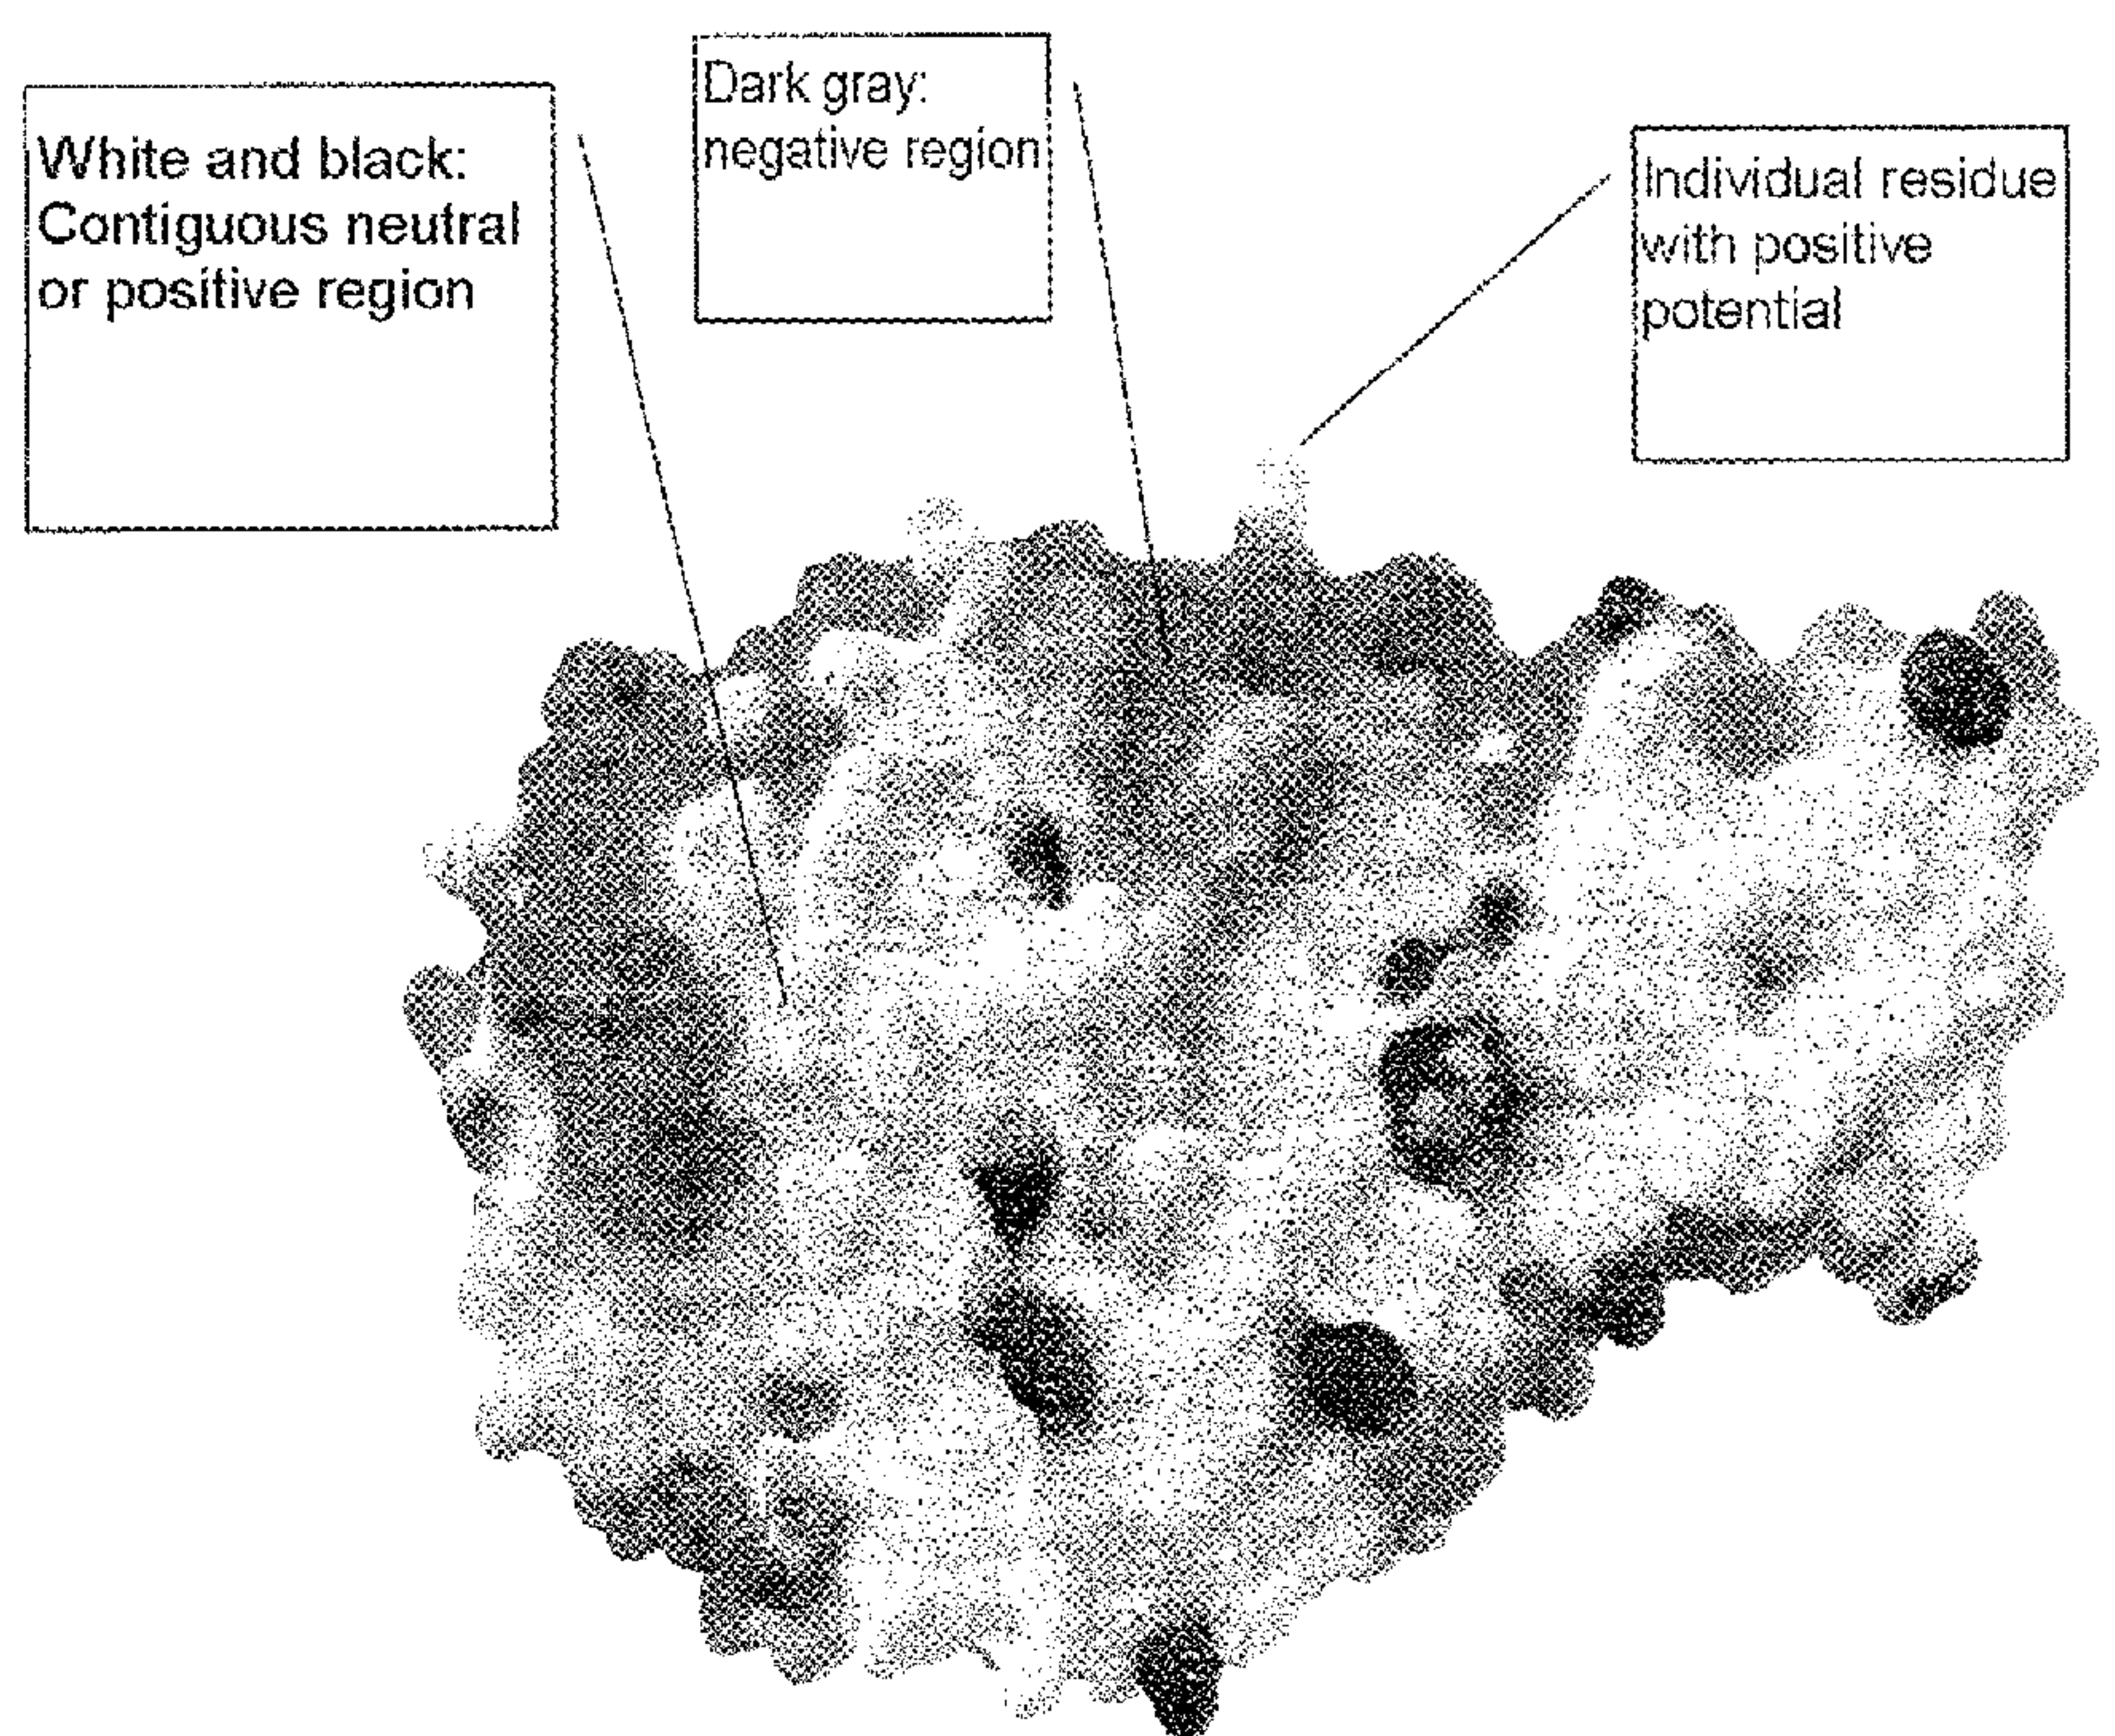 White and black:
Contiguous neutral
or positive region
Dark gray:
negative region
Individual residue
with positive
potential